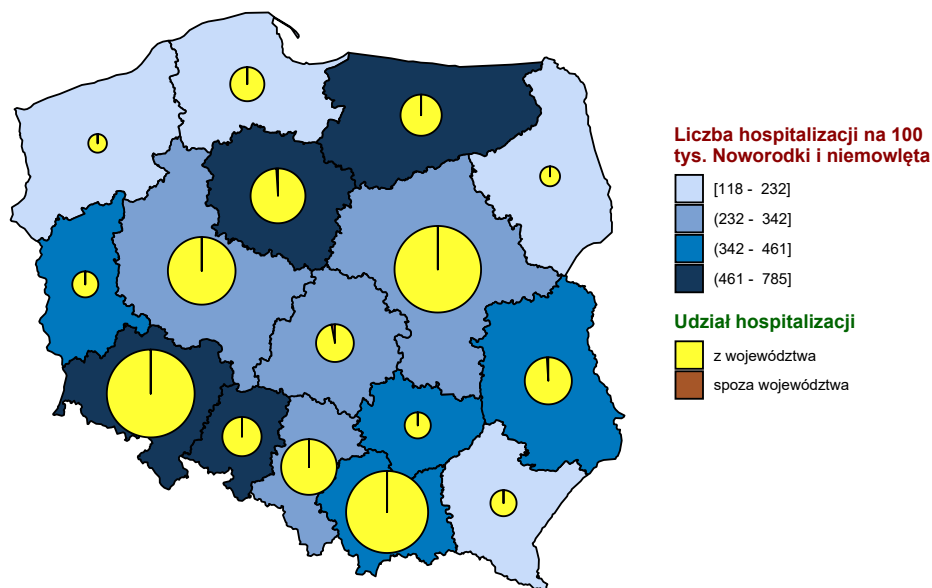 Liczba hospitalizacji na 100
tys. Noworodki i niemowlęta
[118 - 232]
(232 - 342]
(342 - 461]
(461 - 785]
Udział hospitalizacji
z województwa
spoza województwa